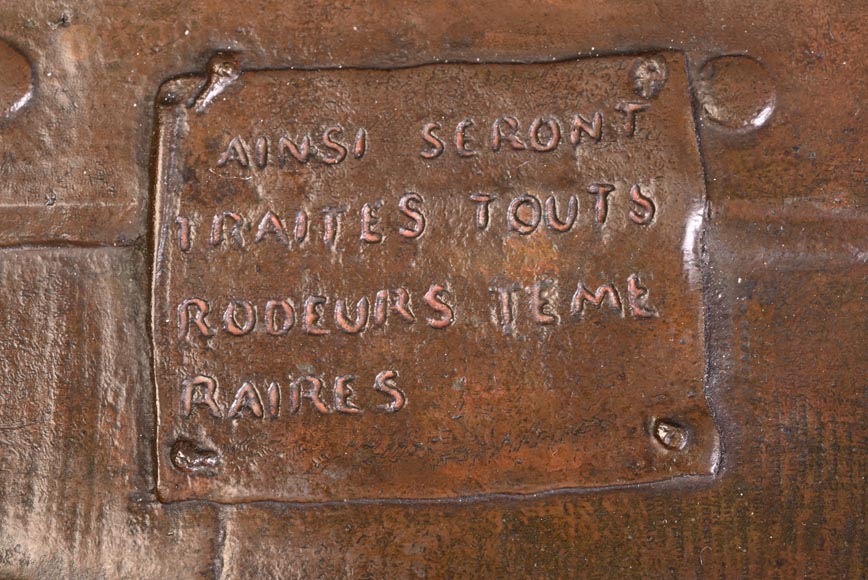 AINSI SERONT
TRAITES TOUTS
RODEURS TEME
RAIRES